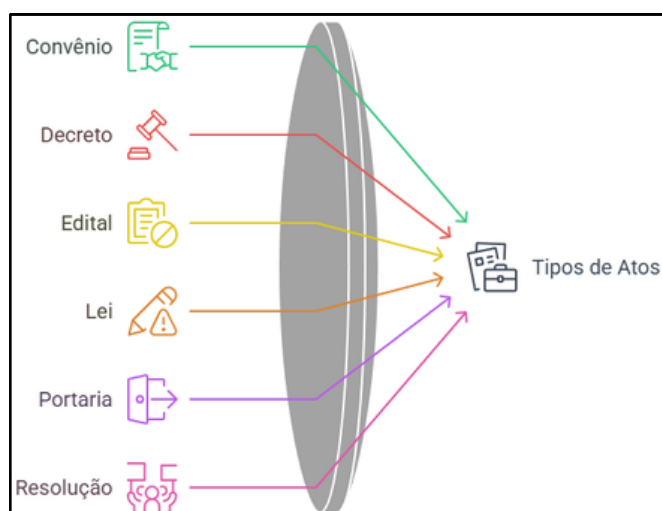 Convênio
Decreto
Edital
Lei
Portaria
Resolução
Tipos de Atos